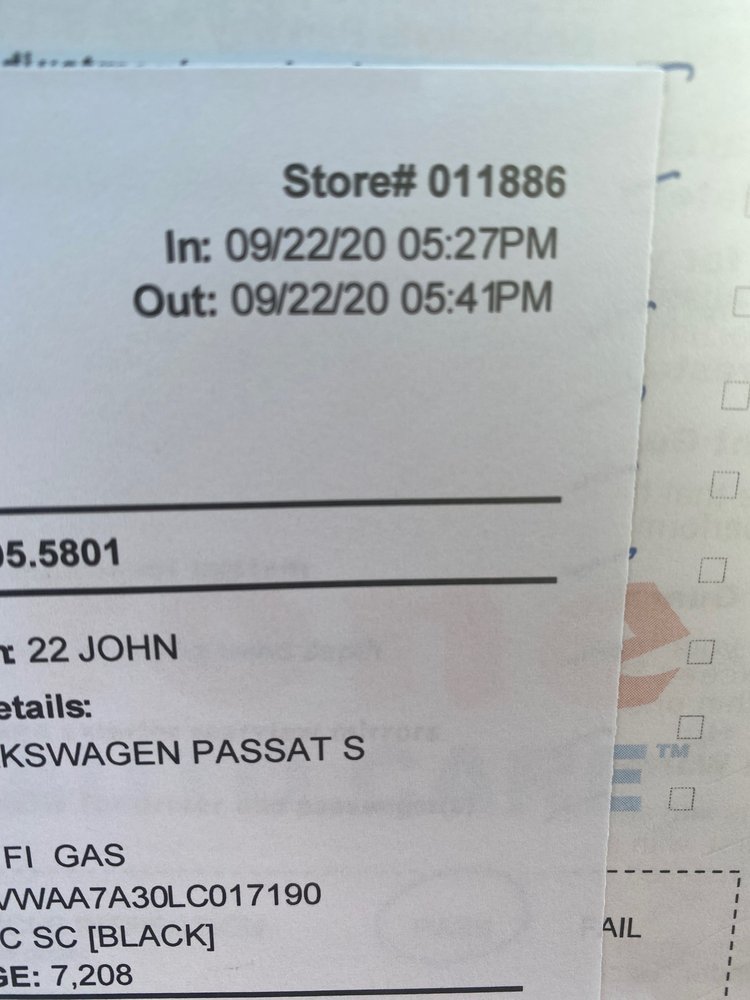 Store# 011886
In: 09/22/20 05:27PM
Out: 09/22/20 05:41PM
05.5801
: 22 JOHN
etails:
KSWAGEN PASSAT S
FI GAS
VWAA7A30LC017190
C SC [BLACK]
GE: 7,208
TM
AIL